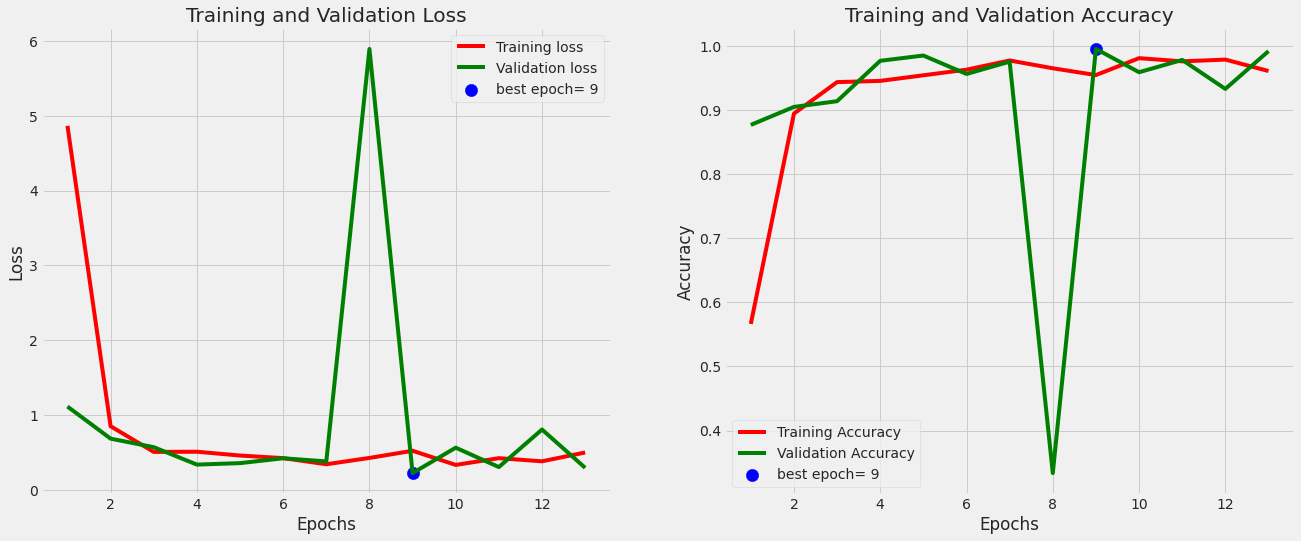 Training and Validation Loss
6
5
4
3
2
1
0
Loss
2
4
6
8
10
12
Epochs
Training loss
Validation loss
best epoch= 9
Training and Validation Accuracy
1.0
0.9
0.8
0.7
0.6
0.5
0.4
Accuracy
2
4
6
8
10
12
Epochs
Training Accuracy
Validation Accuracy
best epoch= 9